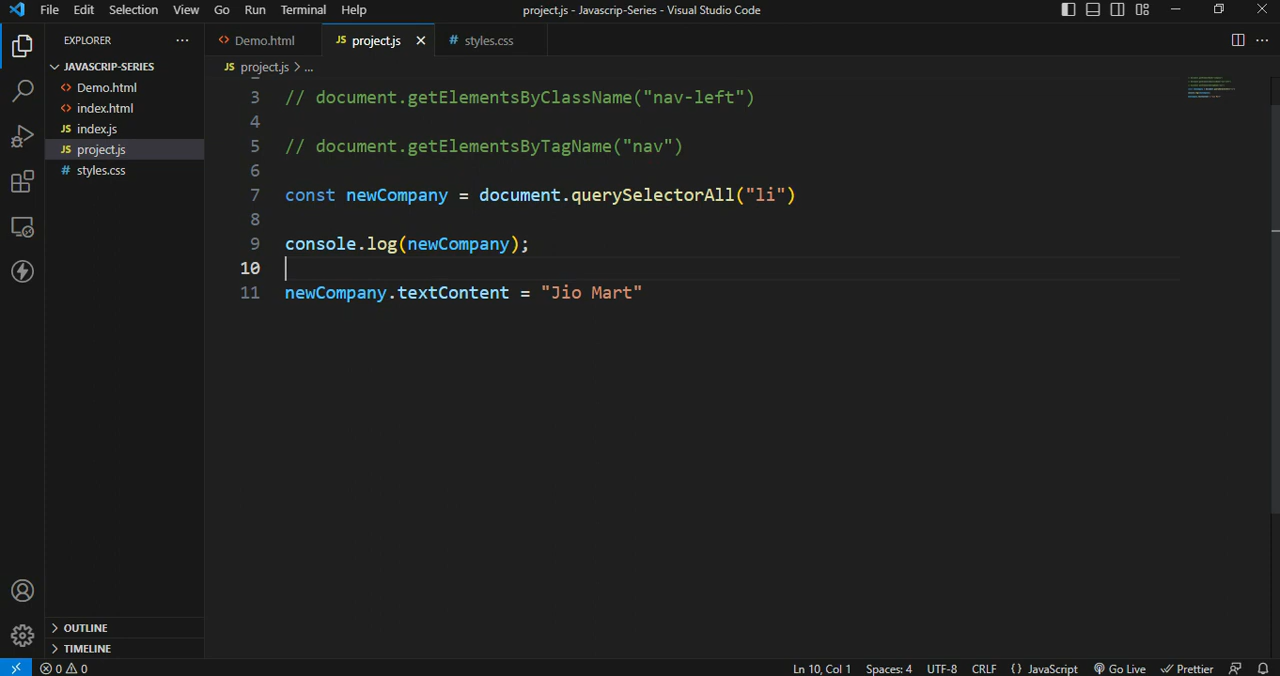 File Edit Selection View Go Run Terminal Help project.js - Javascrip-Series - Visual Studio Code
EXPLORER ...
Demo.html
JS project.js
# styles.css
JAVASCRIP-SERIES
Demo.html
index.html
JS index.js
JS project.js
# styles.css
JS project.js > ...
3 // document.getElementsByClassName("nav-left")
4
5 // document.getElementsByTagName("nav")
6
7 const newCompany = document.querySelectorAll("li")
8
9 console.log(newCompany);
10
11 newCompany.textContent = "Jio Mart"
OUTLINE
TIMELINE
0 0 Ln 10, Col 1 Spaces: 4 UTF-8 CRLF {} JavaScript Go Live Prettier